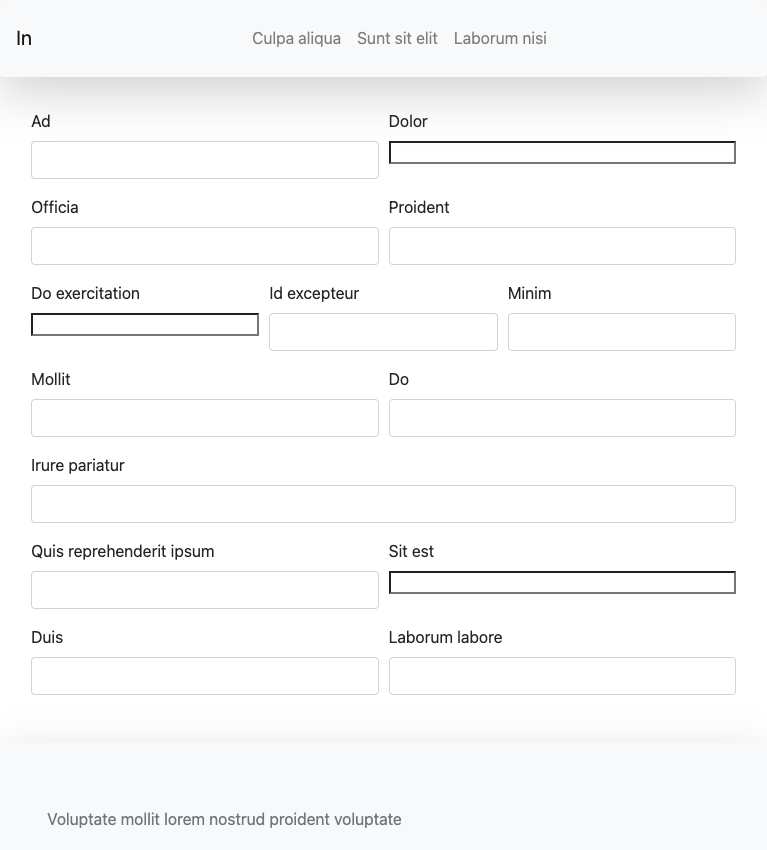 In
Culpa aliqua Sunt sit elit Laborum nisi
Ad
Dolor
Officia
Proident
Do exercitation
Id excepteur
Minim
Mollit
Do
Irure pariatur
Quis reprehenderit ipsum
Sit est
Duis
Laborum labore
Voluptate mollit lorem nostrud proident voluptate